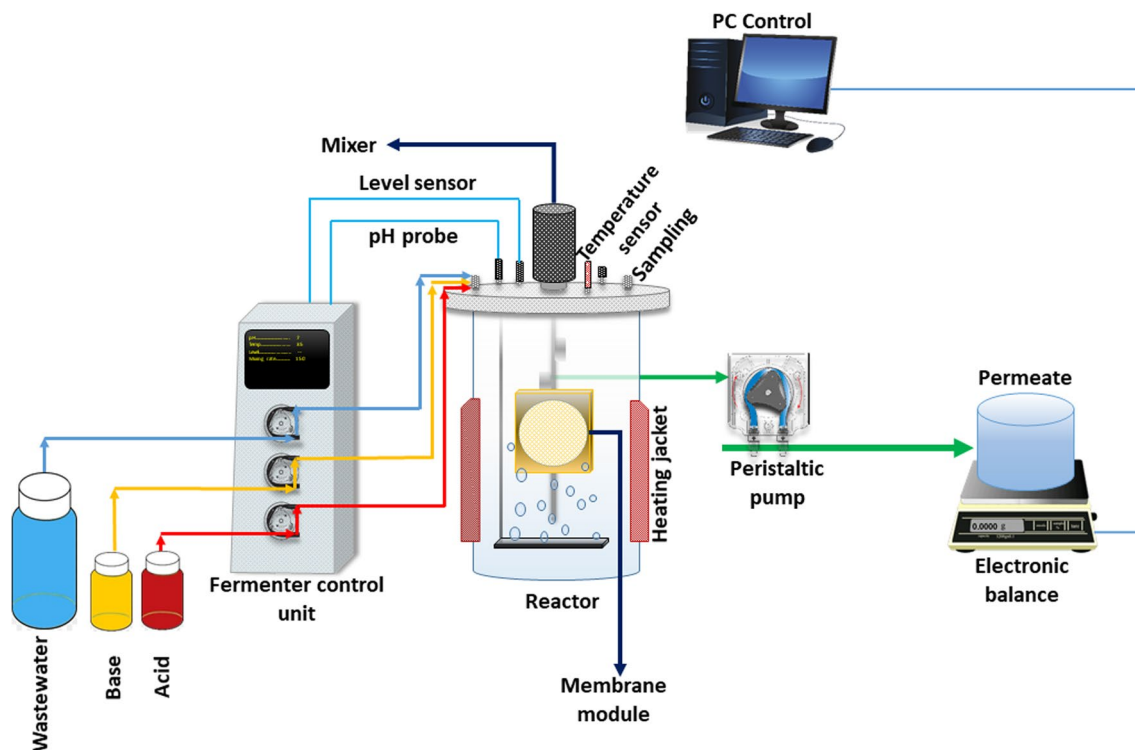 PC Control
Mixer
Level sensor
pH probe
Temperature
sensor
Sampling
Heating jacket
Permeate
Peristaltic
pump
0.0000 g
Electronic
balance
Fermenter control
unit
Reactor
Wastewater
Base
Acid
Membrane
module